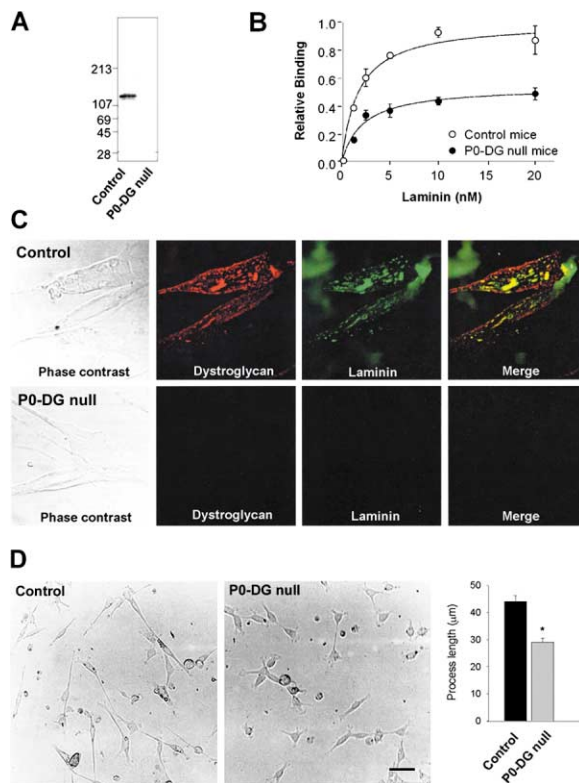 A
213
107
69
45
28
Control
P0-DG null
B
Relative Binding
1.0
0.8
0.6
0.4
0.2
0.0
Control mice
P0-DG null mice
0
5
10
15
20
Laminin (nM)
C
Control
Phase contrast
Dystroglycan
Laminin
Merge
P0-DG null
Phase contrast
Dystroglycan
Laminin
Merge
D
Control
P0-DG null
Process length (µm)
50
40
30
20
10
0
*
Control
P0-DG null